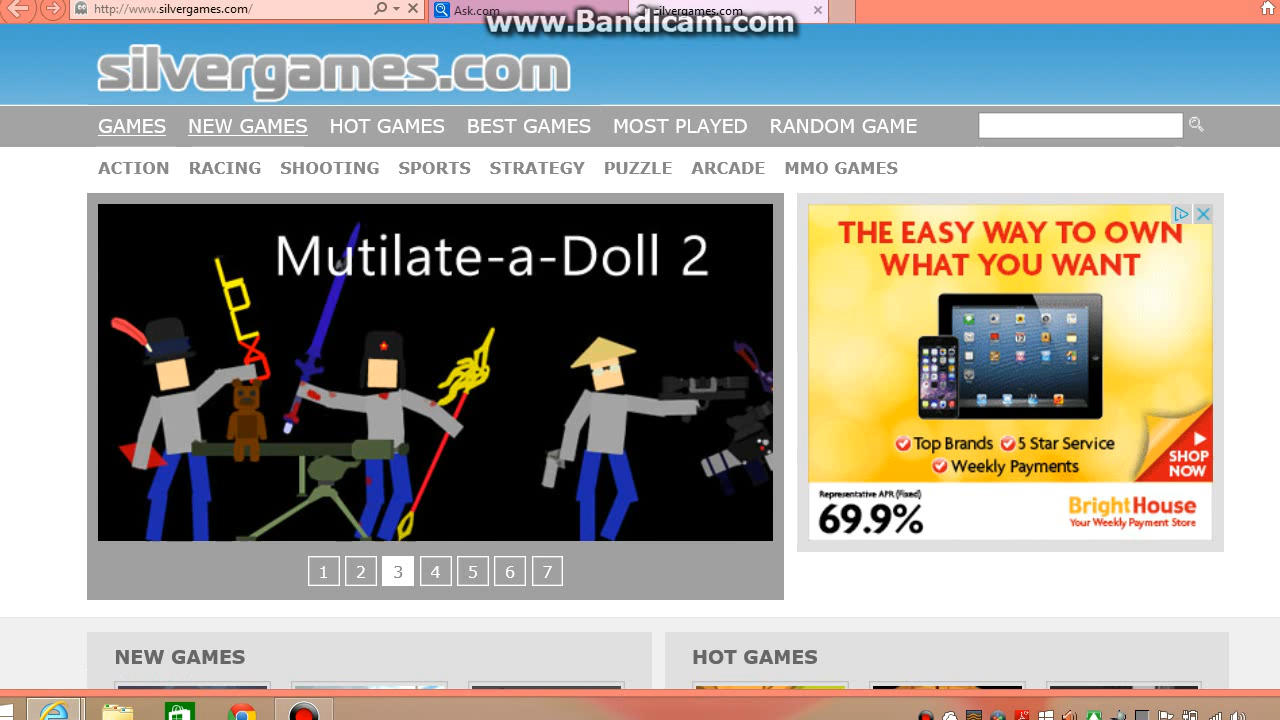 http://www.silvergames.com/
Ask.com
silvergames.com
www.Bandicam.com
silvergames.com
GAMES NEW GAMES HOT GAMES BEST GAMES MOST PLAYED RANDOM GAME
ACTION RACING SHOOTING SPORTS STRATEGY PUZZLE ARCADE MMO GAMES
Mutilate-a-Doll 2
1 2 3 4 5 6 7
THE EASY WAY TO OWN
WHAT YOU WANT
Top Brands 5 Star Service
Weekly Payments
SHOP
NOW
Representative APR (Fixed)
69.9%
BrightHouse
Your Weekly Payment Store
NEW GAMES
HOT GAMES